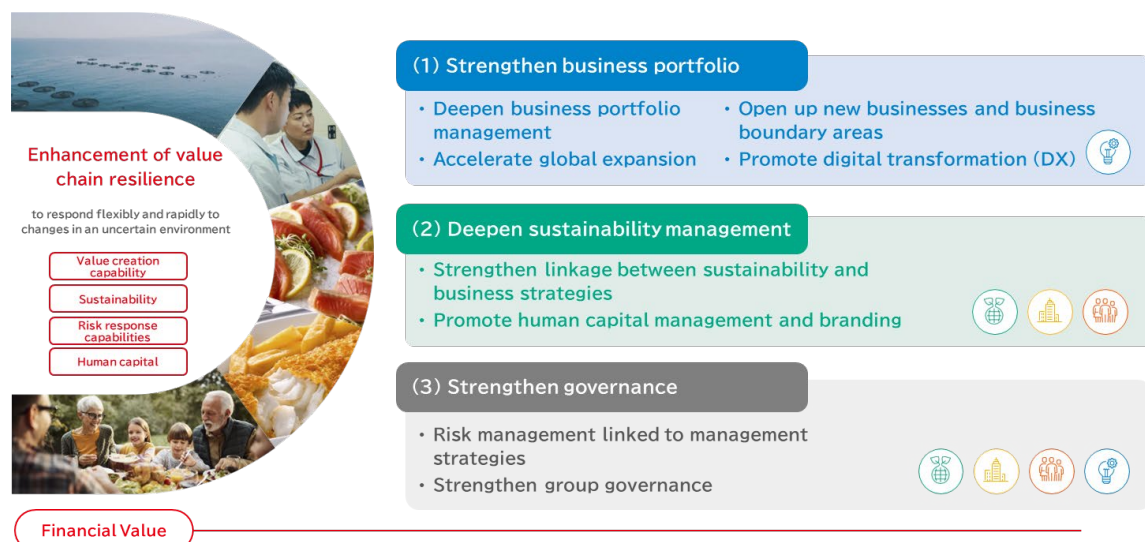 Enhancement of value
chain resilience
to respond flexibly and rapidly to
changes in an uncertain environment
Value creation
capability
Sustainability
Risk response
capabilities
Human capital
(1) Strengthen business portfolio
・Deepen business portfolio
management
・Accelerate global expansion
・Open up new businesses and business
boundary areas
・Promote digital transformation (DX)
(2) Deepen sustainability management
・Strengthen linkage between sustainability and
business strategies
・Promote human capital management and branding
(3) Strengthen governance
・Risk management linked to management
strategies
・Strengthen group governance
Financial Value